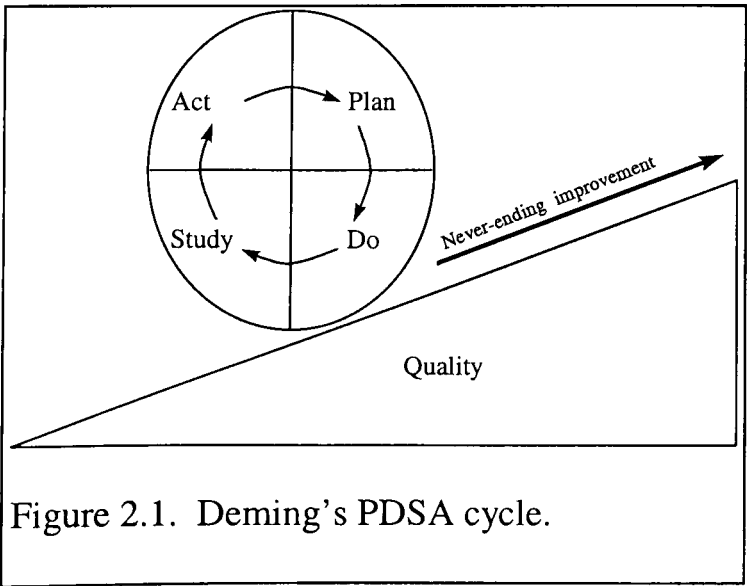 Act
Plan
Study
Do
Never-ending improvement
Quality
Figure 2.1. Deming's PDSA cycle.